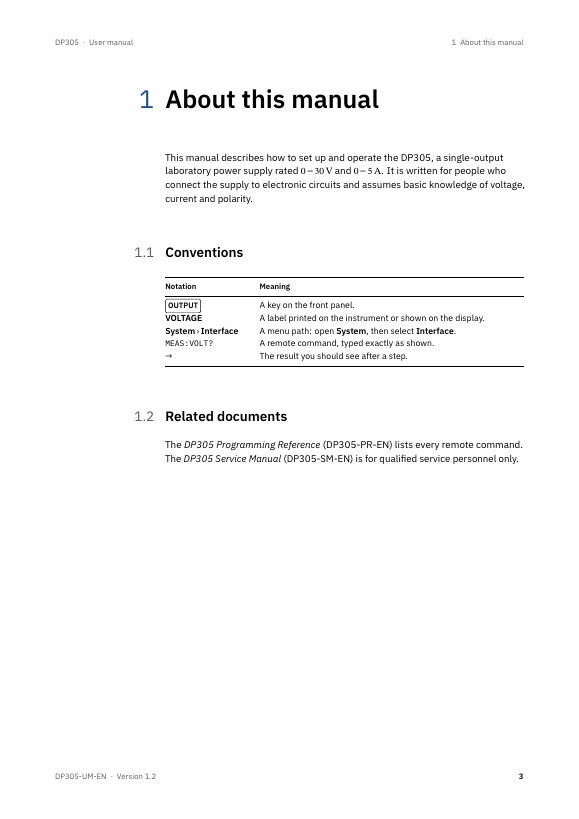 DP305 · User manual
1 About this manual
1 About this manual
This manual describes how to set up and operate the DP305, a single-output
laboratory power supply rated 0–30 V and 0–5 A. It is written for people who
connect the supply to electronic circuits and assumes basic knowledge of voltage,
current and polarity.
1.1 Conventions
Notation Meaning
OUTPUT A key on the front panel.
VOLTAGE A label printed on the instrument or shown on the display.
System › Interface A menu path: open System, then select Interface.
MEAS:VOLT? A remote command, typed exactly as shown.
→ The result you should see after a step.
1.2 Related documents
The DP305 Programming Reference (DP305-PR-EN) lists every remote command.
The DP305 Service Manual (DP305-SM-EN) is for qualified service personnel only.
DP305-UM-EN · Version 1.2
3